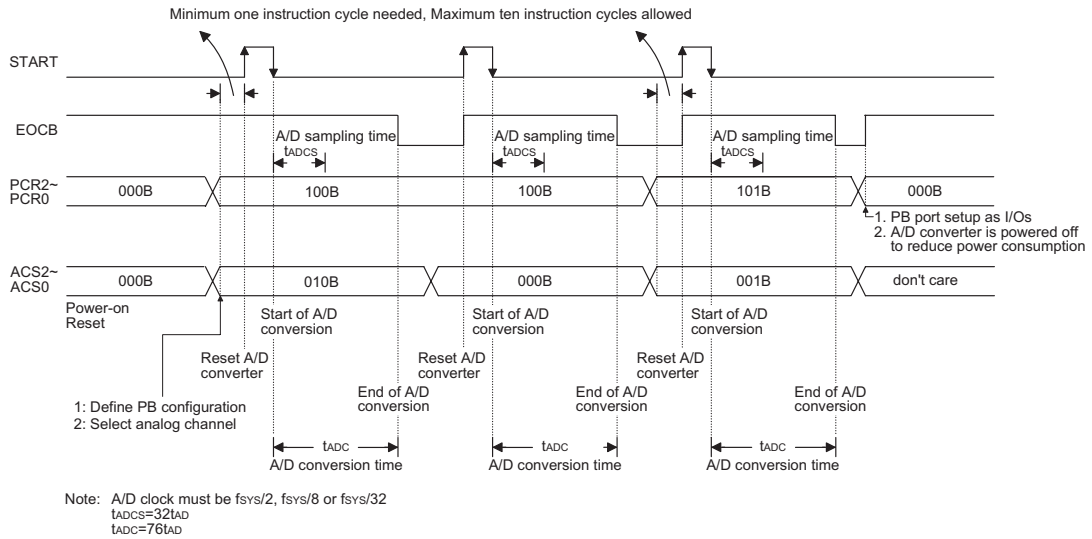 Minimum one instruction cycle needed, Maximum ten instruction cycles allowed
START
EOCB
A/D sampling time
tADCS
A/D sampling time
tADCS
A/D sampling time
tADCS
PCR2~
PCR0
000B
100B
100B
101B
000B
1. PB port setup as I/Os
2. A/D converter is powered off
to reduce power consumption
ACS2~
ACS0
000B
010B
000B
001B
don't care
Power-on
Reset
Start of A/D
conversion
Start of A/D
conversion
Start of A/D
conversion
Reset A/D
converter
Reset A/D
converter
Reset A/D
converter
End of A/D
conversion
End of A/D
conversion
End of A/D
conversion
1: Define PB configuration
2: Select analog channel
tADC
A/D conversion time
tADC
A/D conversion time
tADC
A/D conversion time
Note: A/D clock must be fSYS/2, fSYS/8 or fSYS/32
tADCS=32tAD
tADC=76tAD